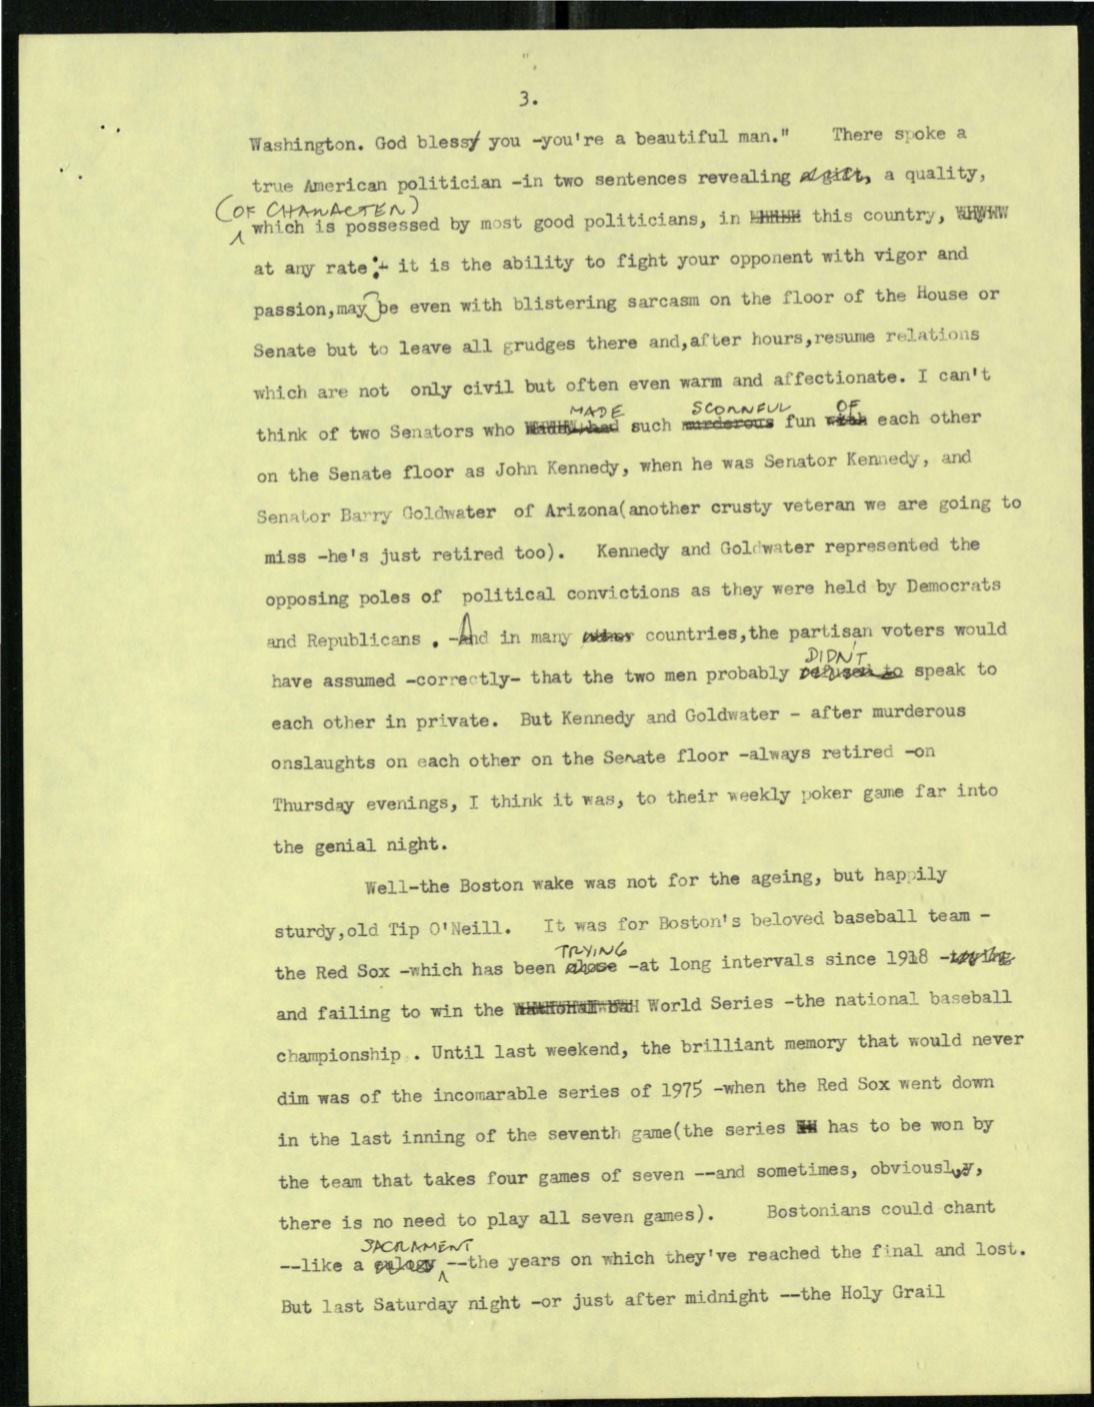 3.
Washington. God bless you -you're a beautiful man."    There spoke a
true American politician -in two sentences revealing a gift, a quality,
(OF CHARACTER)
which is possessed by most good politicians, in this country,
at any rate:- it is the ability to fight your opponent with vigor and
passion,maybe even with blistering sarcasm on the floor of the House or
Senate but to leave all grudges there and,after hours,resume relations
which are not  only civil but often even warm and affectionate. I can't
MADE SCORNFUL OF
think of two Senators who had such murderous fun with each other
on the Senate floor as John Kennedy, when he was Senator Kennedy, and
Senator Barry Goldwater  of Arizona(another crusty veteran we are going to
miss -he's just retired too).   Kennedy and Goldwater represented the
opposing poles of  political convictions as they were held by Democrats
and Republicans . -And in many other countries,the partisan voters would
DIDN'T
have assumed -correctly- that the two men probably refused to speak to
each other in private.  But Kennedy and Goldwater - after murderous
onslaughts on each other on the Senate floor -always retired -on
Thursday evenings, I think it was, to their weekly poker game far into
the genial night.
Well-the Boston wake was not for the ageing, but happily
sturdy,old Tip O'Neill.   It was for Boston's beloved baseball team -
TRYING
the Red Sox -which has been -at long intervals since 1918 -trying
and failing to win the World Series -the national baseball
championship . Until last weekend, the brilliant memory that would never
dim was of the incomarable series of 1975 -when the Red Sox went down
in the last inning of the seventh game(the series has to be won by
the team that takes four games of seven --and sometimes, obviously,
there is no need to play all seven games).    Bostonians could chant
SACRAMENT
--like a eulogy --the years on which they've reached the final and lost.
But last Saturday night -or just after midnight --the Holy Grail